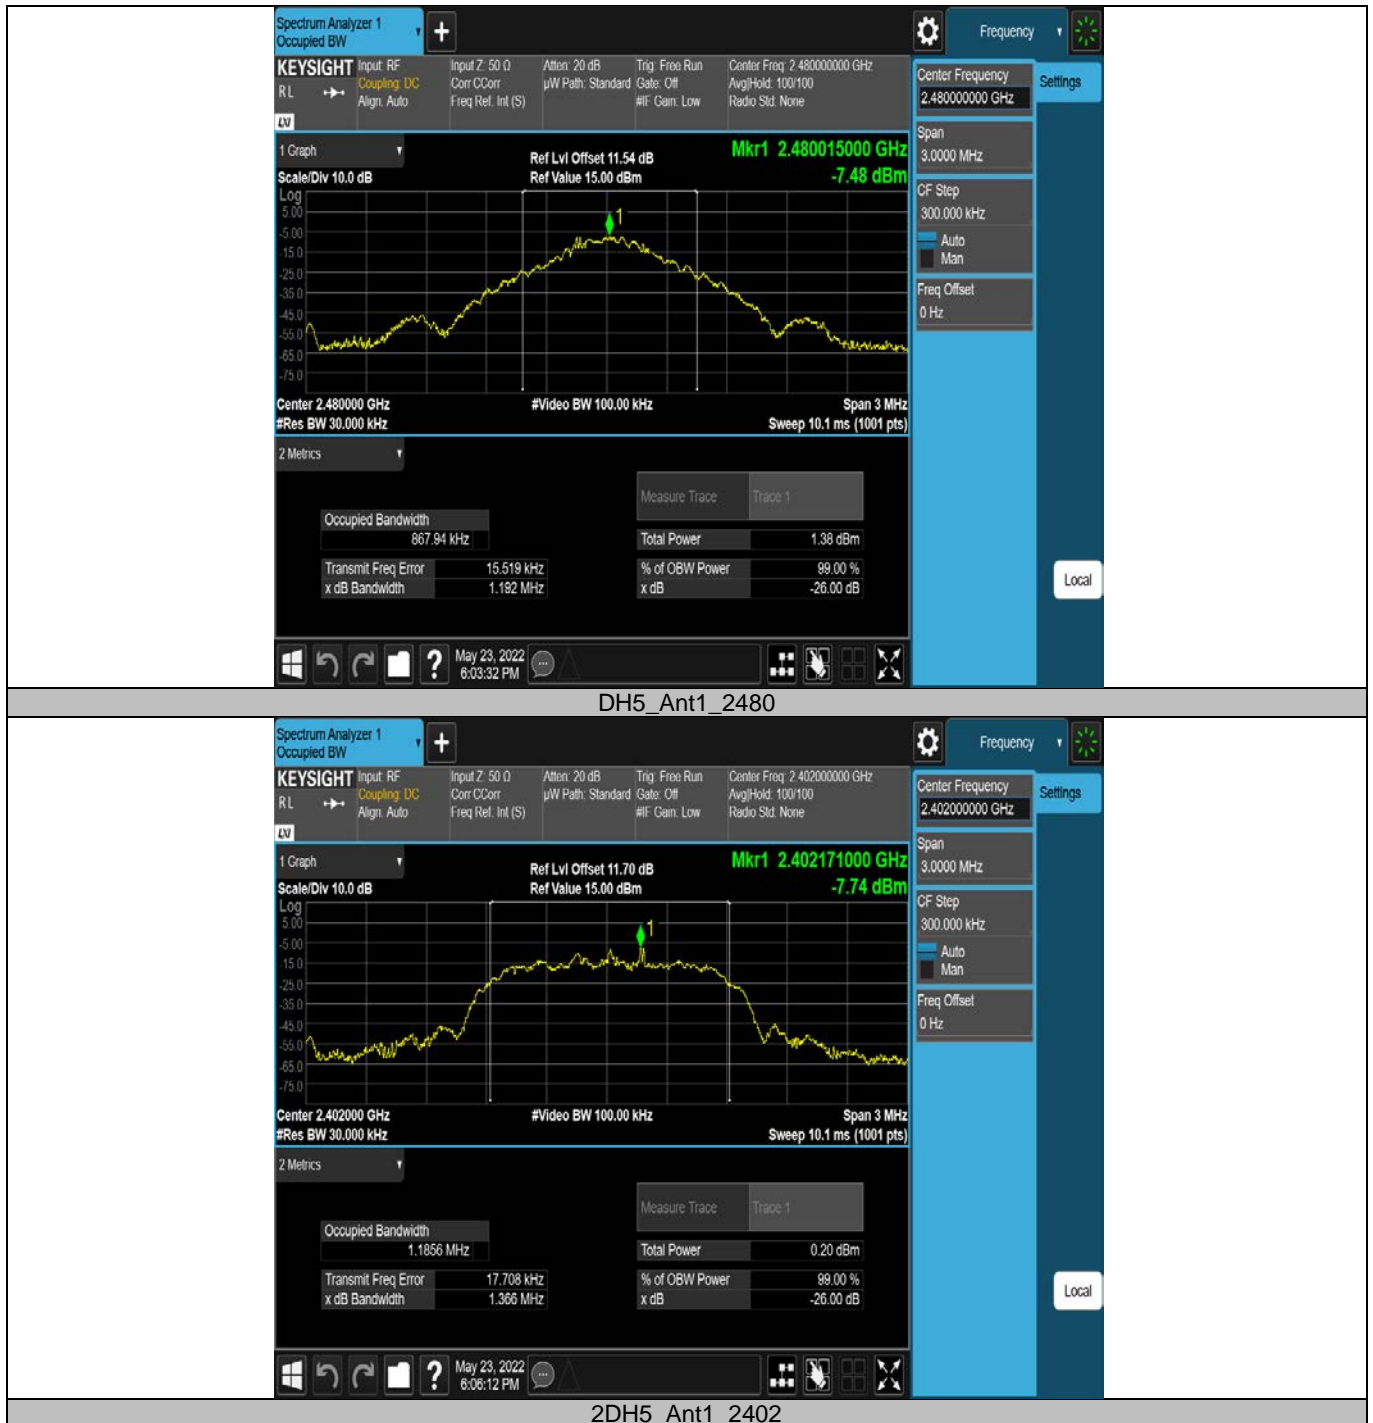 Spectrum Analyzer 1
Occupied BW
+
Frequency
KEYSIGHT Input: RF Input Z: 50 Ω Atten: 20 dB Trig: Free Run Center Freq: 2.480000000 GHz
RL Coupling: DC Corr CCorr µW Path: Standard Gate: Off Avg|Hold: 100/100
Align: Auto Freq Ref: Int (S) #IF Gain: Low Radio Std: None
LXI
Center Frequency
2.480000000 GHz
Settings
Span
3.0000 MHz
CF Step
300.000 kHz
Auto
Man
Freq Offset
0 Hz
1 Graph
Ref Lvl Offset 11.54 dB
Mkr1 2.480015000 GHz
Scale/Div 10.0 dB Ref Value 15.00 dBm -7.48 dBm
Log
5.00
-5.00
-15.0
-25.0
-35.0
-45.0
-55.0
-65.0
-75.0
1
Center 2.480000 GHz #Video BW 100.00 kHz Span 3 MHz
#Res BW 30.000 kHz Sweep 10.1 ms (1001 pts)
2 Metrics
Measure Trace Trace 1
Occupied Bandwidth
867.94 kHz
Total Power 1.38 dBm
Transmit Freq Error 15.519 kHz % of OBW Power 99.00 %
x dB Bandwidth 1.192 MHz x dB -26.00 dB
Local
? May 23, 2022
6:03:32 PM
DH5_Ant1_2480
Spectrum Analyzer 1
Occupied BW
+
Frequency
KEYSIGHT Input: RF Input Z: 50 Ω Atten: 20 dB Trig: Free Run Center Freq: 2.402000000 GHz
RL Coupling: DC Corr CCorr µW Path: Standard Gate: Off Avg|Hold: 100/100
Align: Auto Freq Ref: Int (S) #IF Gain: Low Radio Std: None
LXI
Center Frequency
2.402000000 GHz
Settings
Span
3.0000 MHz
CF Step
300.000 kHz
Auto
Man
Freq Offset
0 Hz
1 Graph
Ref Lvl Offset 11.70 dB
Mkr1 2.402171000 GHz
Scale/Div 10.0 dB Ref Value 15.00 dBm -7.74 dBm
Log
5.00
-5.00
-15.0
-25.0
-35.0
-45.0
-55.0
-65.0
-75.0
1
Center 2.402000 GHz #Video BW 100.00 kHz Span 3 MHz
#Res BW 30.000 kHz Sweep 10.1 ms (1001 pts)
2 Metrics
Measure Trace Trace 1
Occupied Bandwidth
1.1856 MHz
Total Power 0.20 dBm
Transmit Freq Error 17.708 kHz % of OBW Power 99.00 %
x dB Bandwidth 1.366 MHz x dB -26.00 dB
Local
? May 23, 2022
6:06:12 PM
2DH5_Ant1_2402